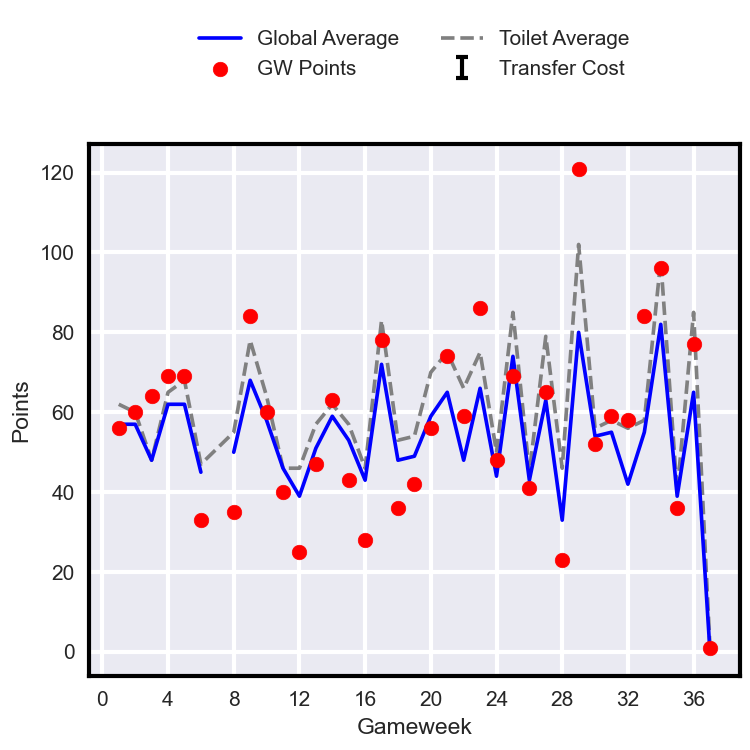 Global Average
GW Points
Toilet Average
Transfer Cost
120
100
80
60
40
20
0
Points
0 4 8 12 16 20 24 28 32 36
Gameweek